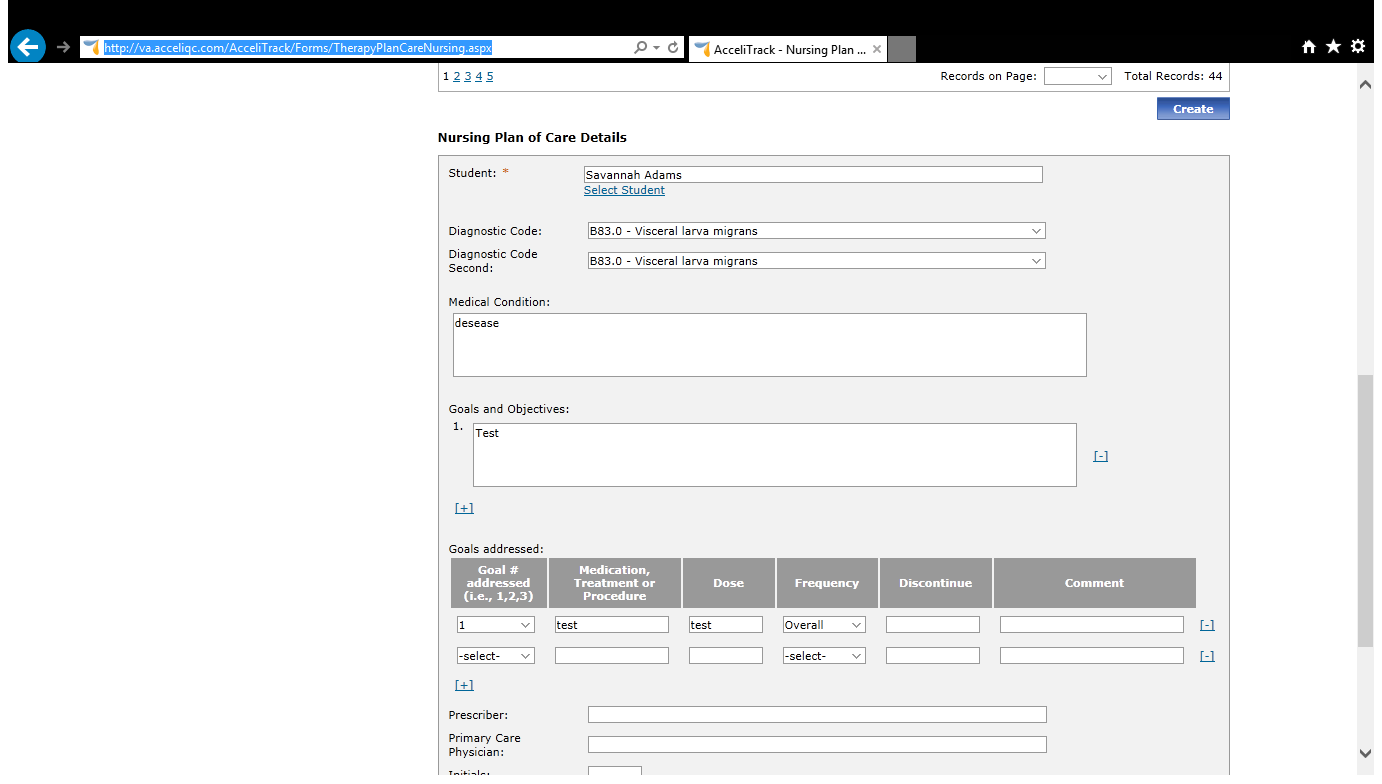 http://va.acceliqc.com/AcceliTrack/Forms/TherapyPlanCareNursing.aspx
AcceliTrack - Nursing Plan ...
1 2 3 4 5 Records on Page: Total Records: 44
Create
Nursing Plan of Care Details
Student: * Savannah Adams
Select Student
Diagnostic Code: B83.0 - Visceral larva migrans
Diagnostic Code
Second: B83.0 - Visceral larva migrans
Medical Condition:
desease
Goals and Objectives:
1. Test
[-]
[+]
Goals addressed:
Goal #
addressed
(i.e., 1,2,3)
Medication,
Treatment or
Procedure
Dose
Frequency
Discontinue
Comment
1 test test Overall [-]
-select- -select- [-]
[+]
Prescriber:
Primary Care
Physician:
Initials: